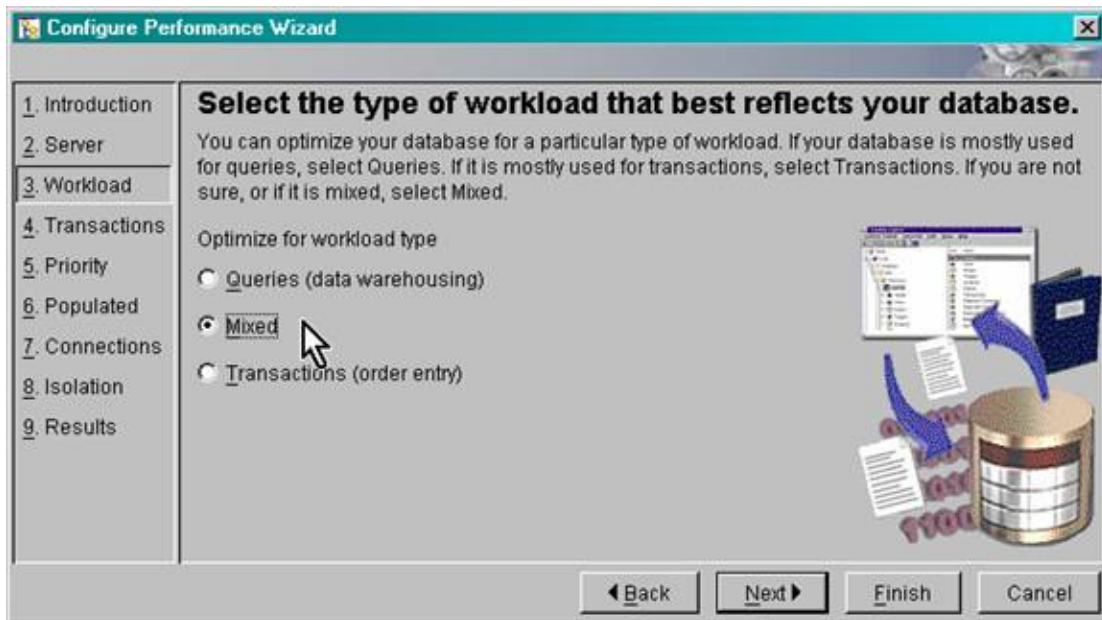 Configure Performance Wizard
1. Introduction
2. Server
3. Workload
4. Transactions
5. Priority
6. Populated
7. Connections
8. Isolation
9. Results
Select the type of workload that best reflects your database.
You can optimize your database for a particular type of workload. If your database is mostly used
for queries, select Queries. If it is mostly used for transactions, select Transactions. If you are not
sure, or if it is mixed, select Mixed.
Optimize for workload type
Queries (data warehousing)
Mixed
Transactions (order entry)
Back
Next
Finish
Cancel